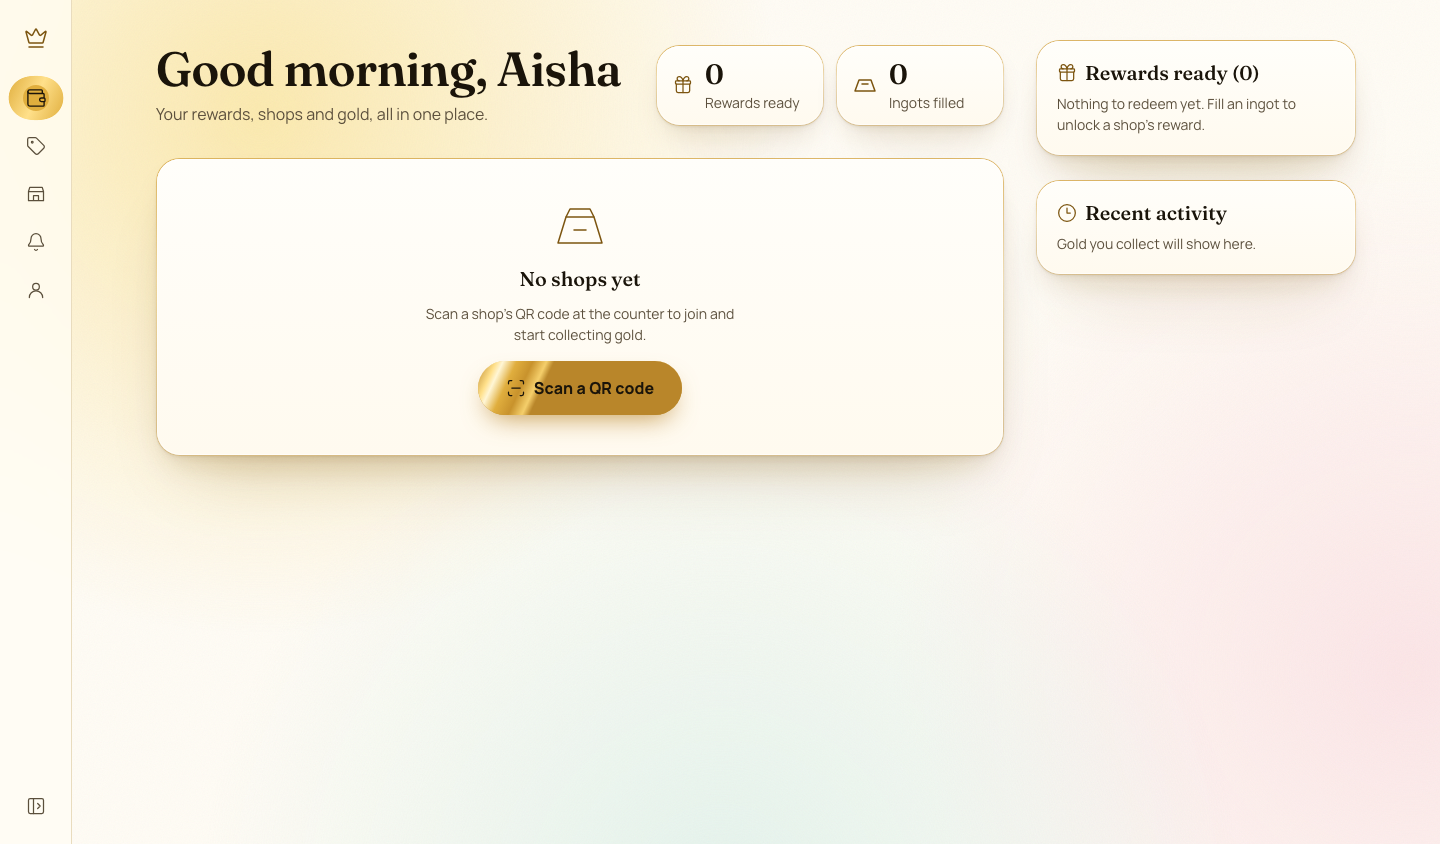 Good morning, Aisha
Your rewards, shops and gold, all in one place.
0
Rewards ready
0
Ingots filled
No shops yet
Scan a shop's QR code at the counter to join and
start collecting gold.
Scan a QR code
Rewards ready (0)
Nothing to redeem yet. Fill an ingot to
unlock a shop's reward.
Recent activity
Gold you collect will show here.